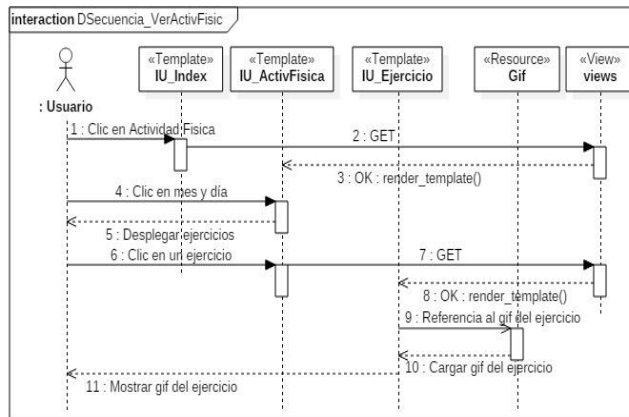 interaction DSecuencia_VerActivFisic
«Template»
IU_Index
«Template»
IU_ActivFisica
«Template»
IU_Ejercicio
«Resource»
Gif
«View»
views
: Usuario
1 : Clic en Actividad Fisica
2 : GET
3 : OK : render_template()
4 : Clic en mes y día
5 : Desplegar ejercicios
6 : Clic en un ejercicio
7 : GET
8 : OK : render_template()
9 : Referencia al gif del ejercicio
10 : Cargar gif del ejercicio
11 : Mostrar gif del ejercicio